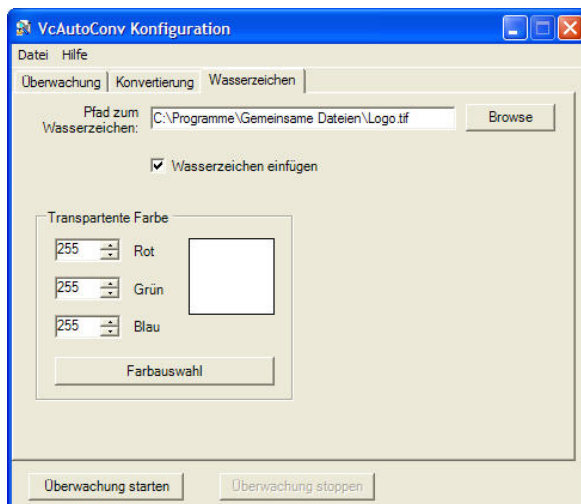 VcAutoConv Konfiguration
Datei Hilfe
Überwachung Konvertierung Wasserzeichen
Pfad zum
Wasserzeichen:
C:\Programme\Gemeinsame Dateien\Logo.tif
Browse
Wasserzeichen einfügen
Transpartente Farbe
255 Rot
255 Grün
255 Blau
Farbauswahl
Überwachung starten Überwachung stoppen